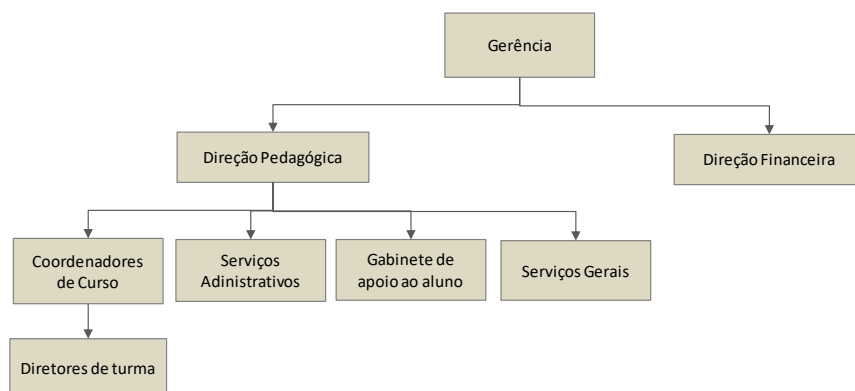 Gerência
Direção Pedagógica
Direção Financeira
Coordenadores
de Curso
Serviços
Adinistrativos
Gabinete de
apoio ao aluno
Serviços Gerais
Diretores de turma